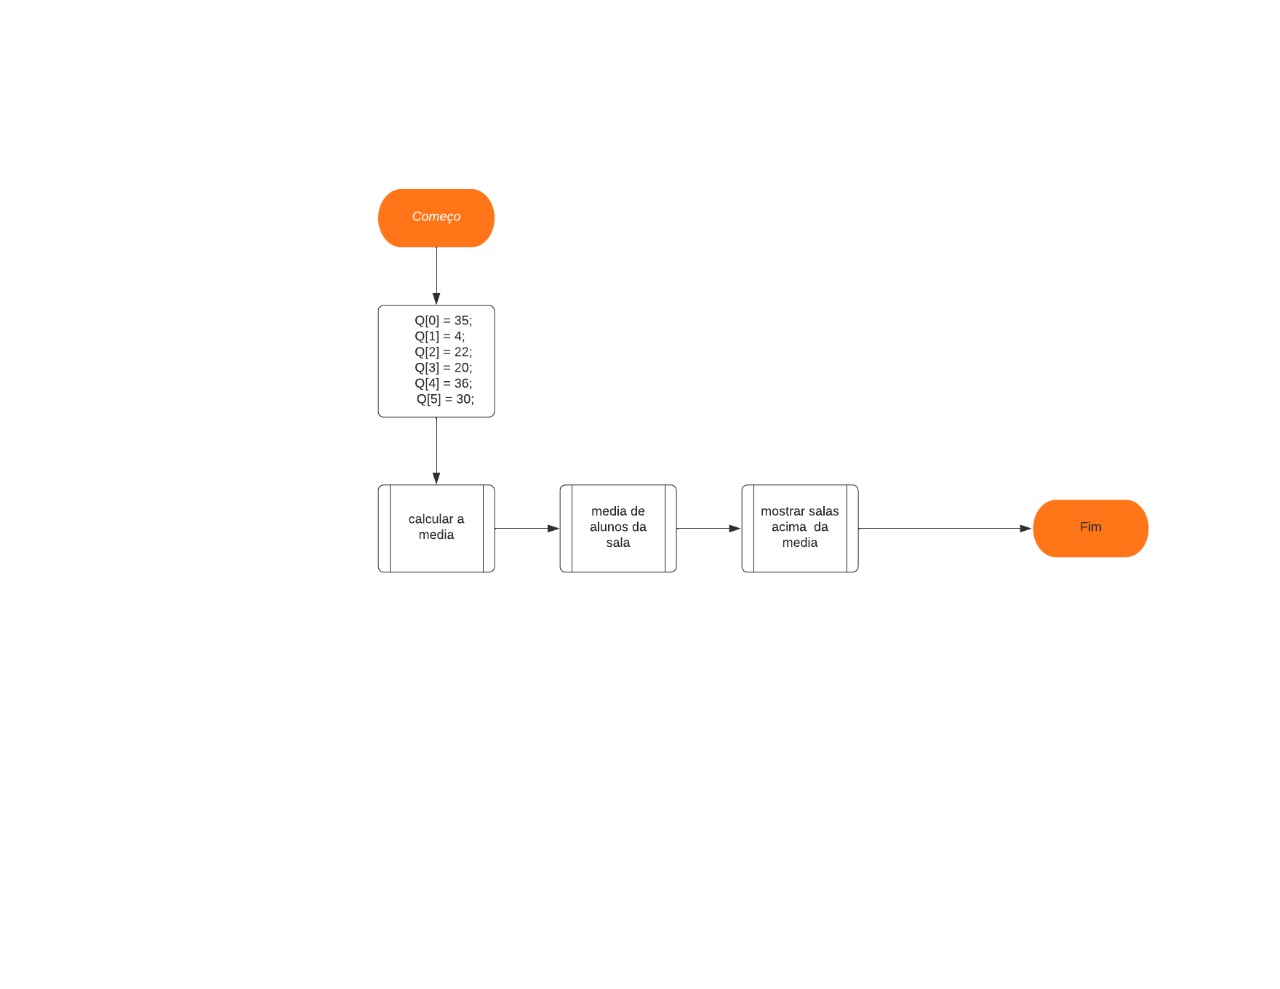 Começo
Q[0] = 35;
Q[1] = 4;
Q[2] = 22;
Q[3] = 20;
Q[4] = 36;
Q[5] = 30;
calcular a
media
media de
alunos da
sala
mostrar salas
acima  da
media
Fim